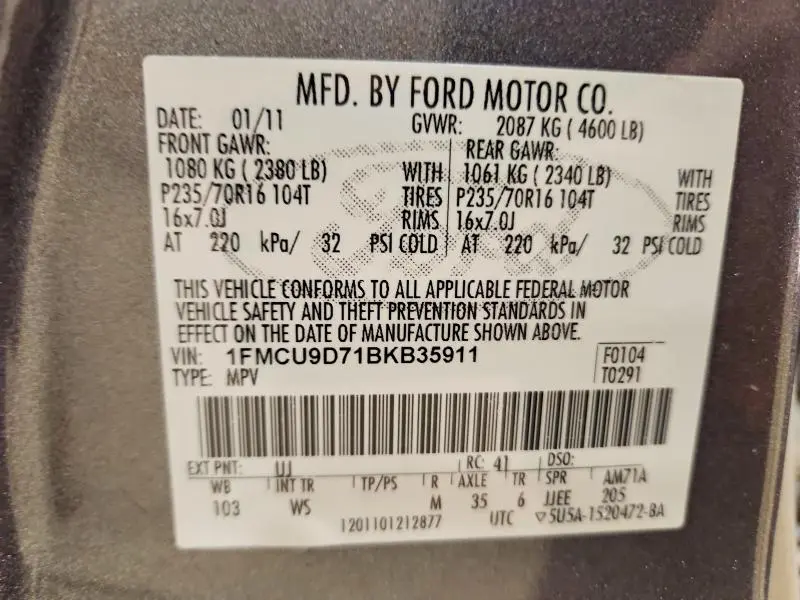 MFD. BY FORD MOTOR CO.
DATE: 01/11 GVWR: 2087 KG ( 4600 LB)
FRONT GAWR: REAR GAWR:
1080 KG ( 2380 LB) WITH 1061 KG ( 2340 LB) WITH
P235/70R16 104T TIRES P235/70R16 104T TIRES
16x7.0J RIMS 16x7.0J RIMS
AT 220 kPa/ 32 PSI COLD AT 220 kPa/ 32 PSI COLD
Ford
THIS VEHICLE CONFORMS TO ALL APPLICABLE FEDERAL MOTOR
VEHICLE SAFETY AND THEFT PREVENTION STANDARDS IN
EFFECT ON THE DATE OF MANUFACTURE SHOWN ABOVE.
VIN: 1FMCU9D71BKB35911 F0104
TYPE: MPV T0291
EXT PNT: UJ RC: 41 DSO:
WB INT TR TP/PS R AXLE TR SPR AM71A
103 WS M 35 6 JJEE 205
1201101212877 UTC ▽5U5A-1520472-BA